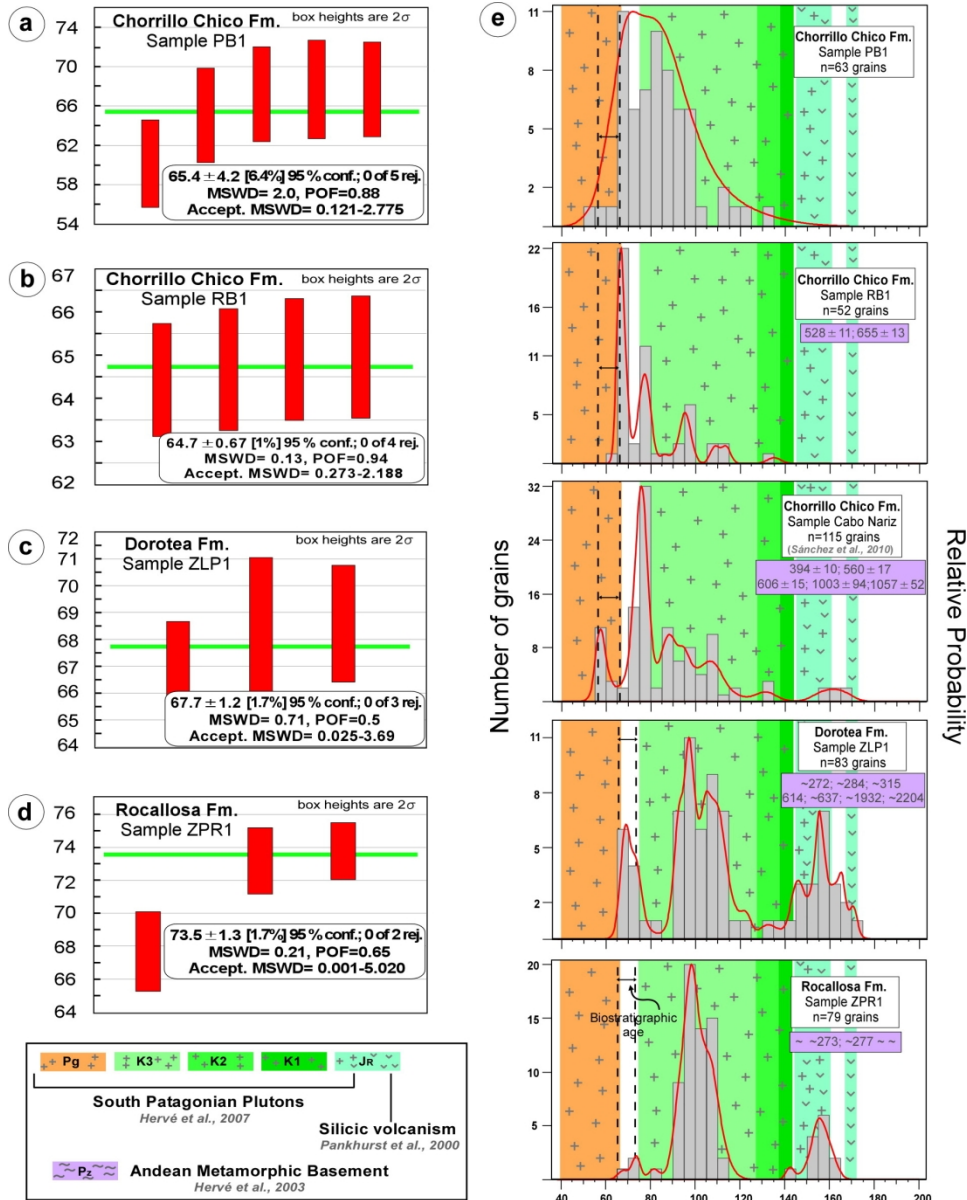 a
Chorrillo Chico Fm.
Sample PB1
box heights are 2σ
74
70
66
62
58
54
65.4 ± 4.2 [6.4%] 95 % conf.; 0 of 5 rej.
MSWD= 2.0, POF=0.88
Accept. MSWD= 0.121-2.775
b
Chorrillo Chico Fm.
Sample RB1
box heights are 2σ
67
66
65
64
63
62
64.7 ± 0.67 [1%] 95 % conf.; 0 of 4 rej.
MSWD= 0.13, POF=0.94
Accept. MSWD= 0.273-2.188
c
Dorotea Fm.
Sample ZLP1
box heights are 2σ
72
71
70
69
68
67
66
65
64
67.7 ± 1.2 [1.7%] 95 % conf.; 0 of 3 rej.
MSWD= 0.71, POF=0.5
Accept. MSWD= 0.025-3.69
d
Rocallosa Fm.
Sample ZPR1
box heights are 2σ
76
74
72
70
68
66
64
73.5 ± 1.3 [1.7%] 95 % conf.; 0 of 2 rej.
MSWD= 0.21, POF=0.65
Accept. MSWD= 0.001-5.020
Pg
K3
K2
K1
JR
South Patagonian Plutons
Hervé et al., 2007
Silicic volcanism
Pankhurst et al., 2000
Pz
Andean Metamorphic Basement
Hervé et al., 2003
e
11
8
5
2
Chorrillo Chico Fm.
Sample PB1
n=63 grains
22
16
11
5
Chorrillo Chico Fm.
Sample RB1
n=52 grains
528 ± 11; 655 ± 13
32
24
16
8
Chorrillo Chico Fm.
Sample Cabo Nariz
n=115 grains
(Sánchez et al., 2010)
394 ± 10; 560 ± 17
606 ± 15; 1003 ± 94;1057 ± 52
11
8
5
2
Dorotea Fm.
Sample ZLP1
n=83 grains
~272; ~284; ~315
614; ~637; ~1932; ~2204
20
15
10
5
Biostratigraphic
age
Rocallosa Fm.
Sample ZPR1
n=79 grains
~ ~273; ~277 ~ ~
40 60 80 100 120 140 160 180 200
Number of grains
Relative Probability